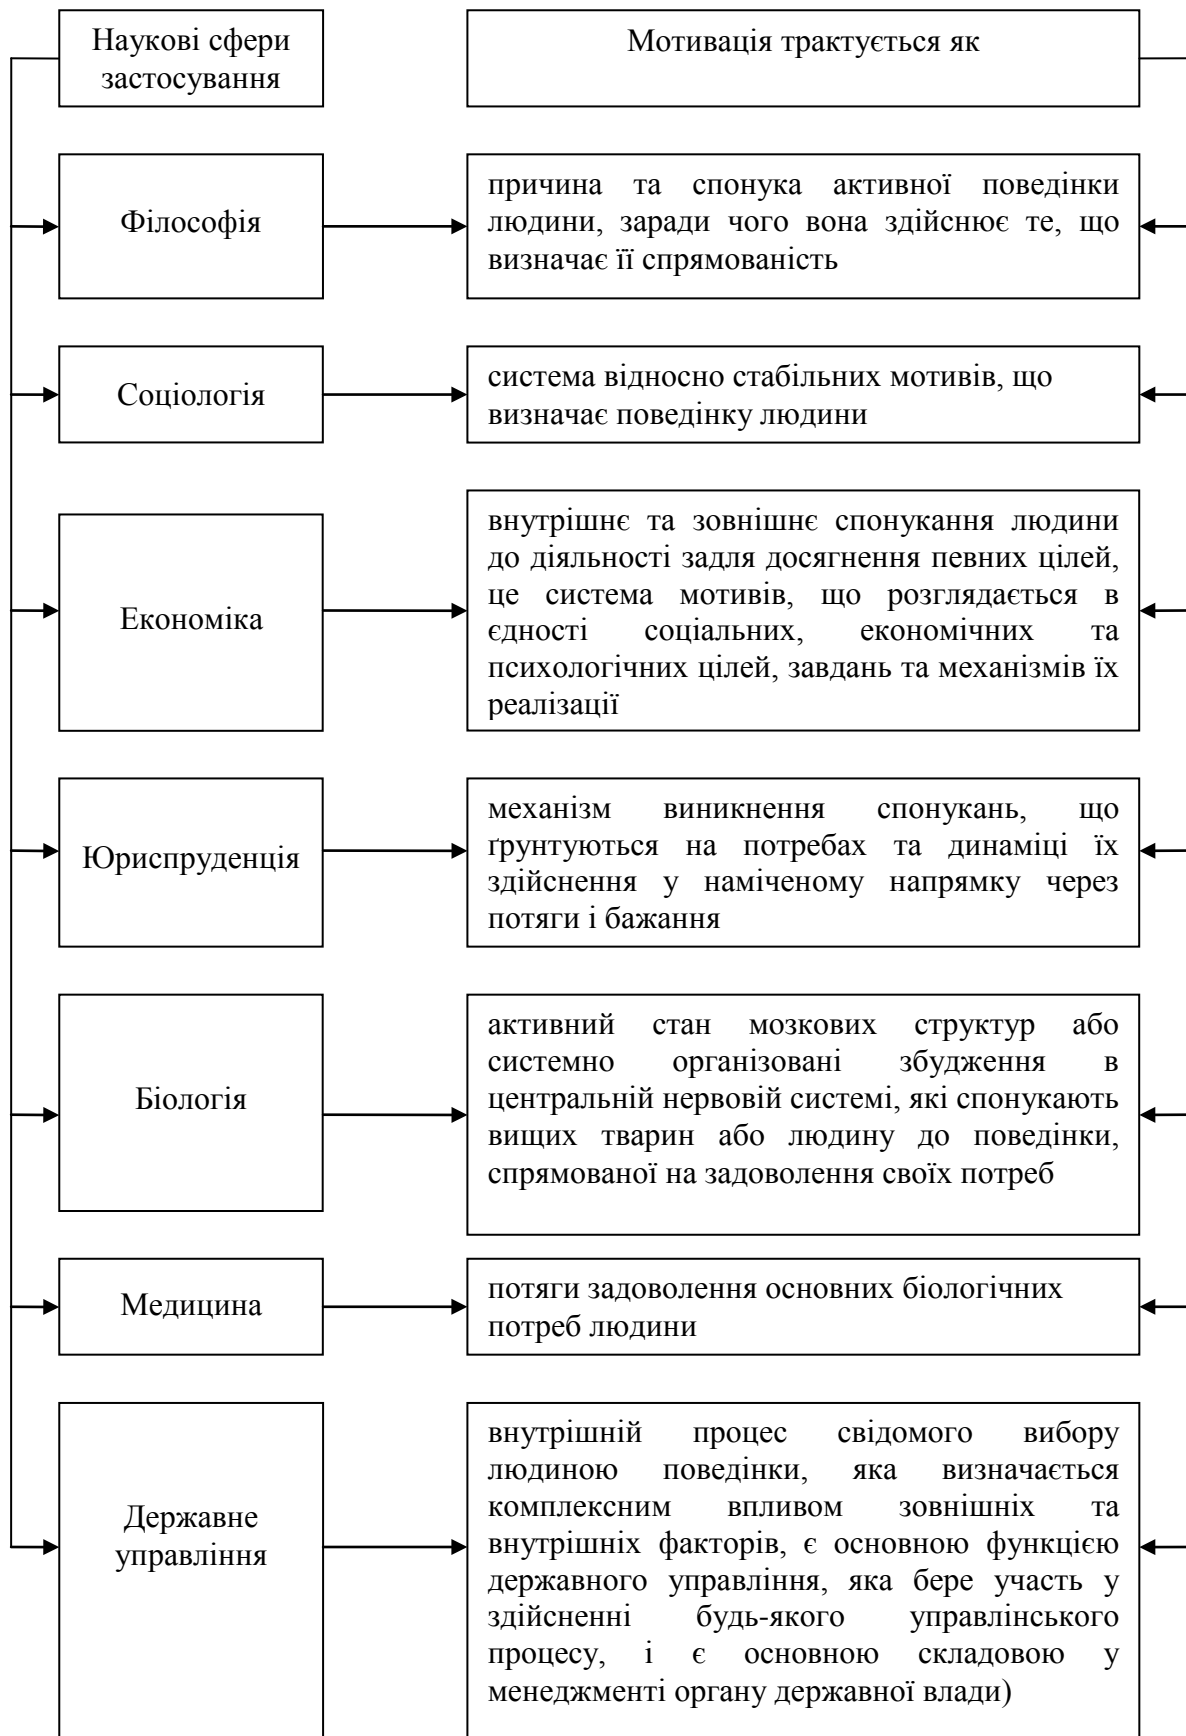 Наукові сфери
застосування
Мотивація трактується як
Філософія
причина та спонука активної поведінки
людини, заради чого вона здійснює те, що
визначає її спрямованість
Соціологія
система відносно стабільних мотивів, що
визначає поведінку людини
Економіка
внутрішнє та зовнішнє спонукання людини
до діяльності задля досягнення певних цілей,
це система мотивів, що розглядається в
єдності соціальних, економічних та
психологічних цілей, завдань та механізмів їх
реалізації
Юриспруденція
механізм виникнення спонукань, що
ґрунтуються на потребах та динаміці їх
здійснення у наміченому напрямку через
потяги і бажання
Біологія
активний стан мозкових структур або
системно організовані збудження в
центральній нервовій системі, які спонукають
вищих тварин або людину до поведінки,
спрямованої на задоволення своїх потреб
Медицина
потяги задоволення основних біологічних
потреб людини
Державне
управління
внутрішній процес свідомого вибору
людиною поведінки, яка визначається
комплексним впливом зовнішніх та
внутрішніх факторів, є основною функцією
державного управління, яка бере участь у
здійсненні будь-якого управлінського
процесу, і є основною складовою у
менеджменті органу державної влади)